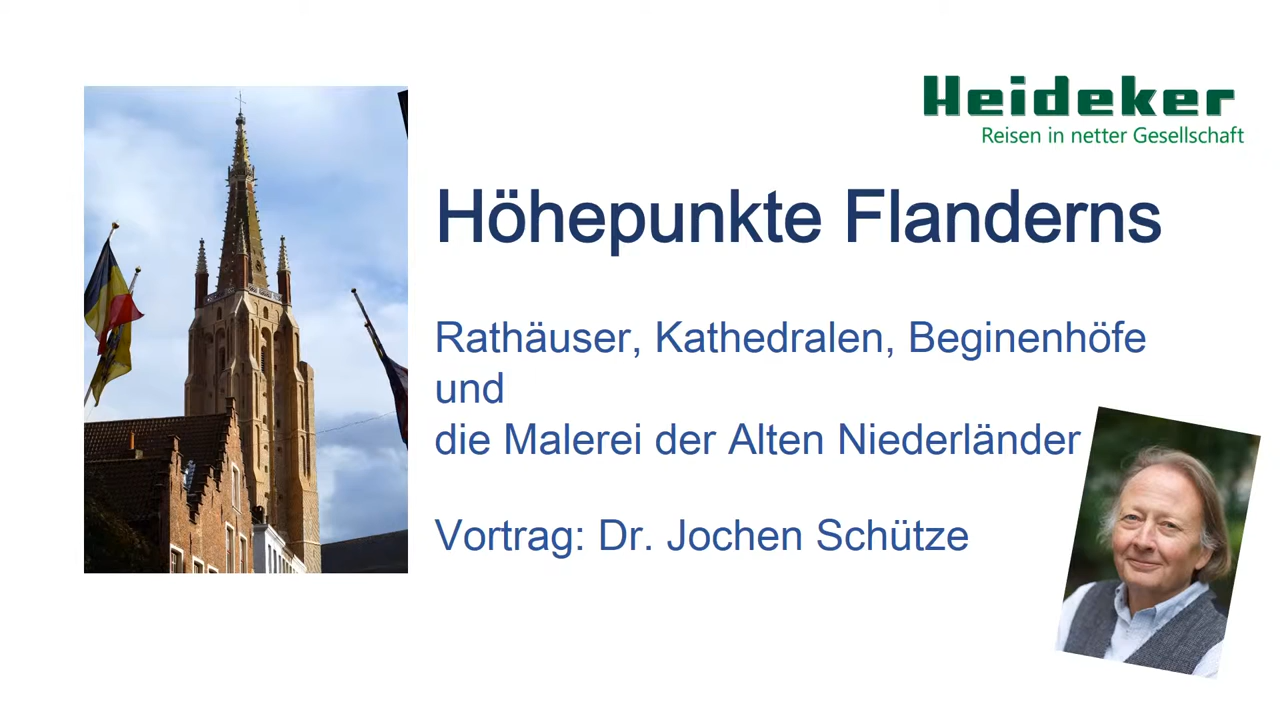 Heideker
Reisen in netter Gesellschaft
Höhepunkte Flanderns
Rathäuser, Kathedralen, Beginenhöfe
und
die Malerei der Alten Niederländer
Vortrag: Dr. Jochen Schütze